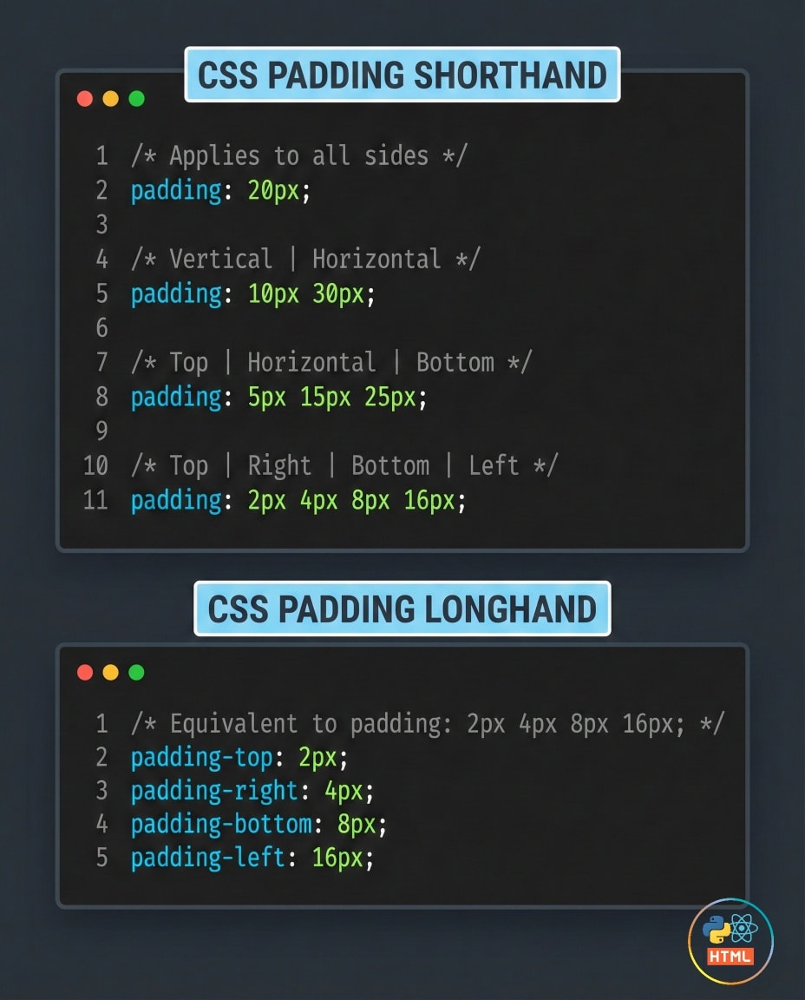 CSS PADDING SHORTHAND
1 /* Applies to all sides */
2 padding: 20px;
3
4 /* Vertical | Horizontal */
5 padding: 10px 30px;
6
7 /* Top | Horizontal | Bottom */
8 padding: 5px 15px 25px;
9
10 /* Top | Right | Bottom | Left */
11 padding: 2px 4px 8px 16px;
CSS PADDING LONGHAND
1 /* Equivalent to padding: 2px 4px 8px 16px; */
2 padding-top: 2px;
3 padding-right: 4px;
4 padding-bottom: 8px;
5 padding-left: 16px;
HTML